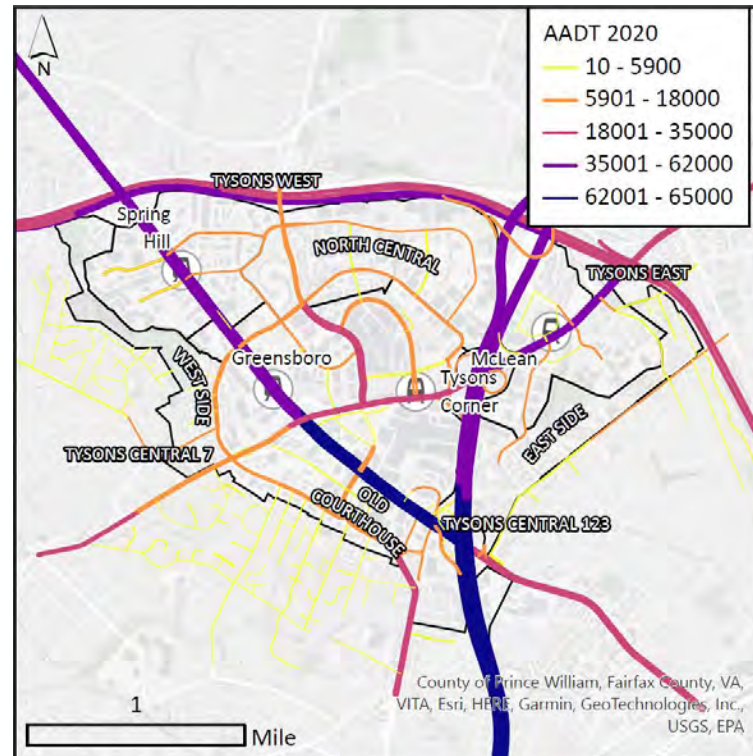 N
AADT 2020
10 - 5900
5901 - 18000
18001 - 35000
35001 - 62000
62001 - 65000
TYSONS WEST
Spring
Hill
NORTH CENTRAL
TYSONS EAST
Greensboro
McLean
Tysons
Corner
WEST SIDE
EAST SIDE
TYSONS CENTRAL 7
OLD
COURTHOUSE
TYSONS CENTRAL 123
County of Prince William, Fairfax County, VA,
VITA, Esri, HERE, Garmin, GeoTechnologies, Inc.,
USGS, EPA
1
Mile